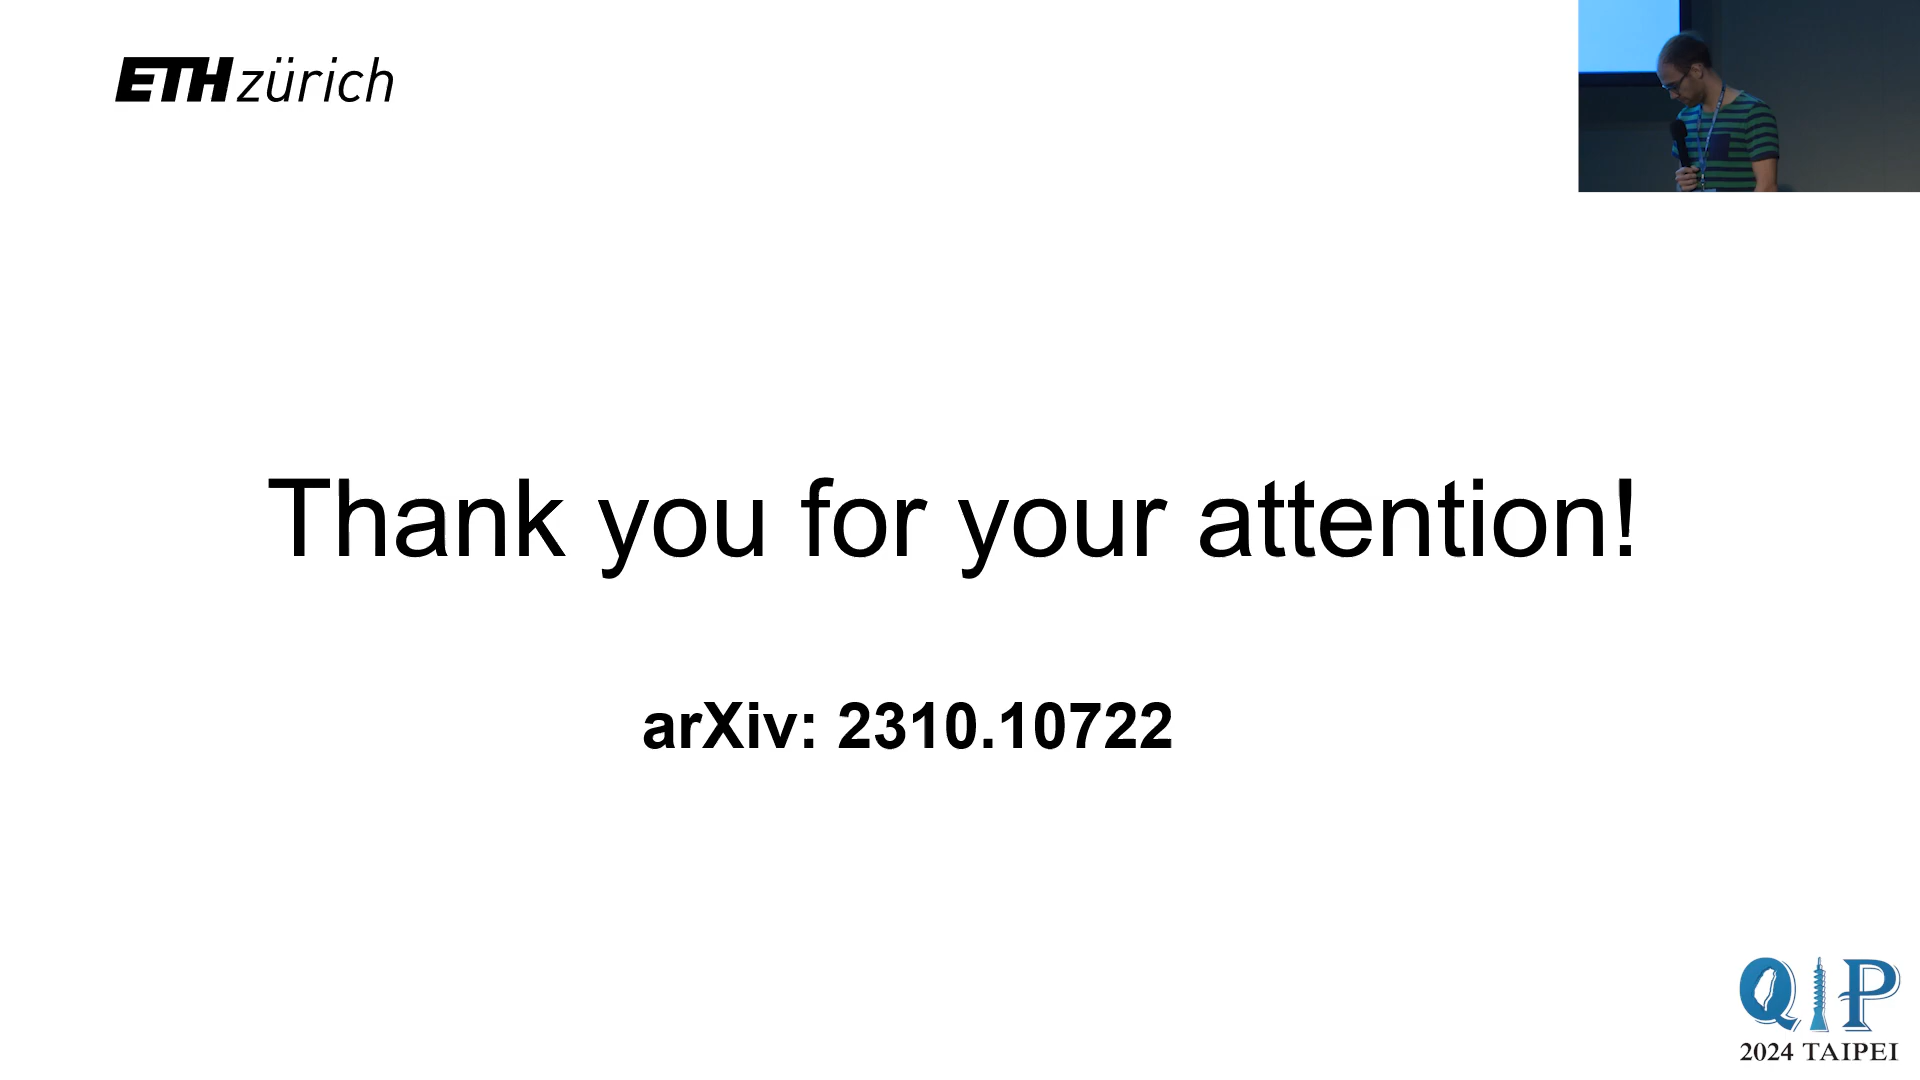 ETH zürich
Thank you for your attention!
arXiv: 2310.10722
QIP
2024 TAIPEI